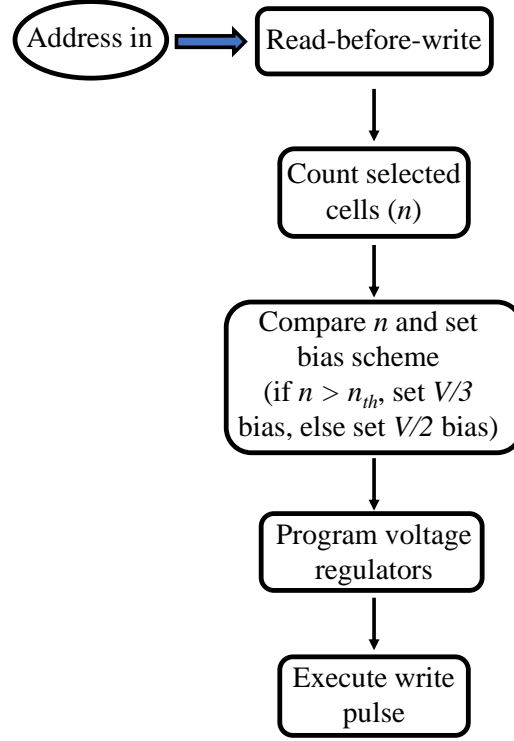 Address in
Read-before-write
Count selected
cells (n)
Compare n and set
bias scheme
(if n > n_th, set V/3
bias, else set V/2 bias)
Program voltage
regulators
Execute write
pulse